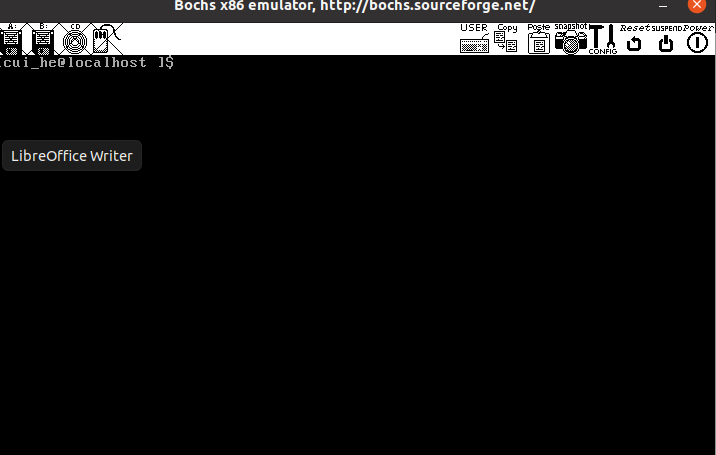 Bochs x86 emulator, http://bochs.sourceforge.net/
A: B: CD USER Copy Poste snapshot CONFIG Reset SUSPEND Power
[cui_he@localhost ]$
LibreOffice Writer